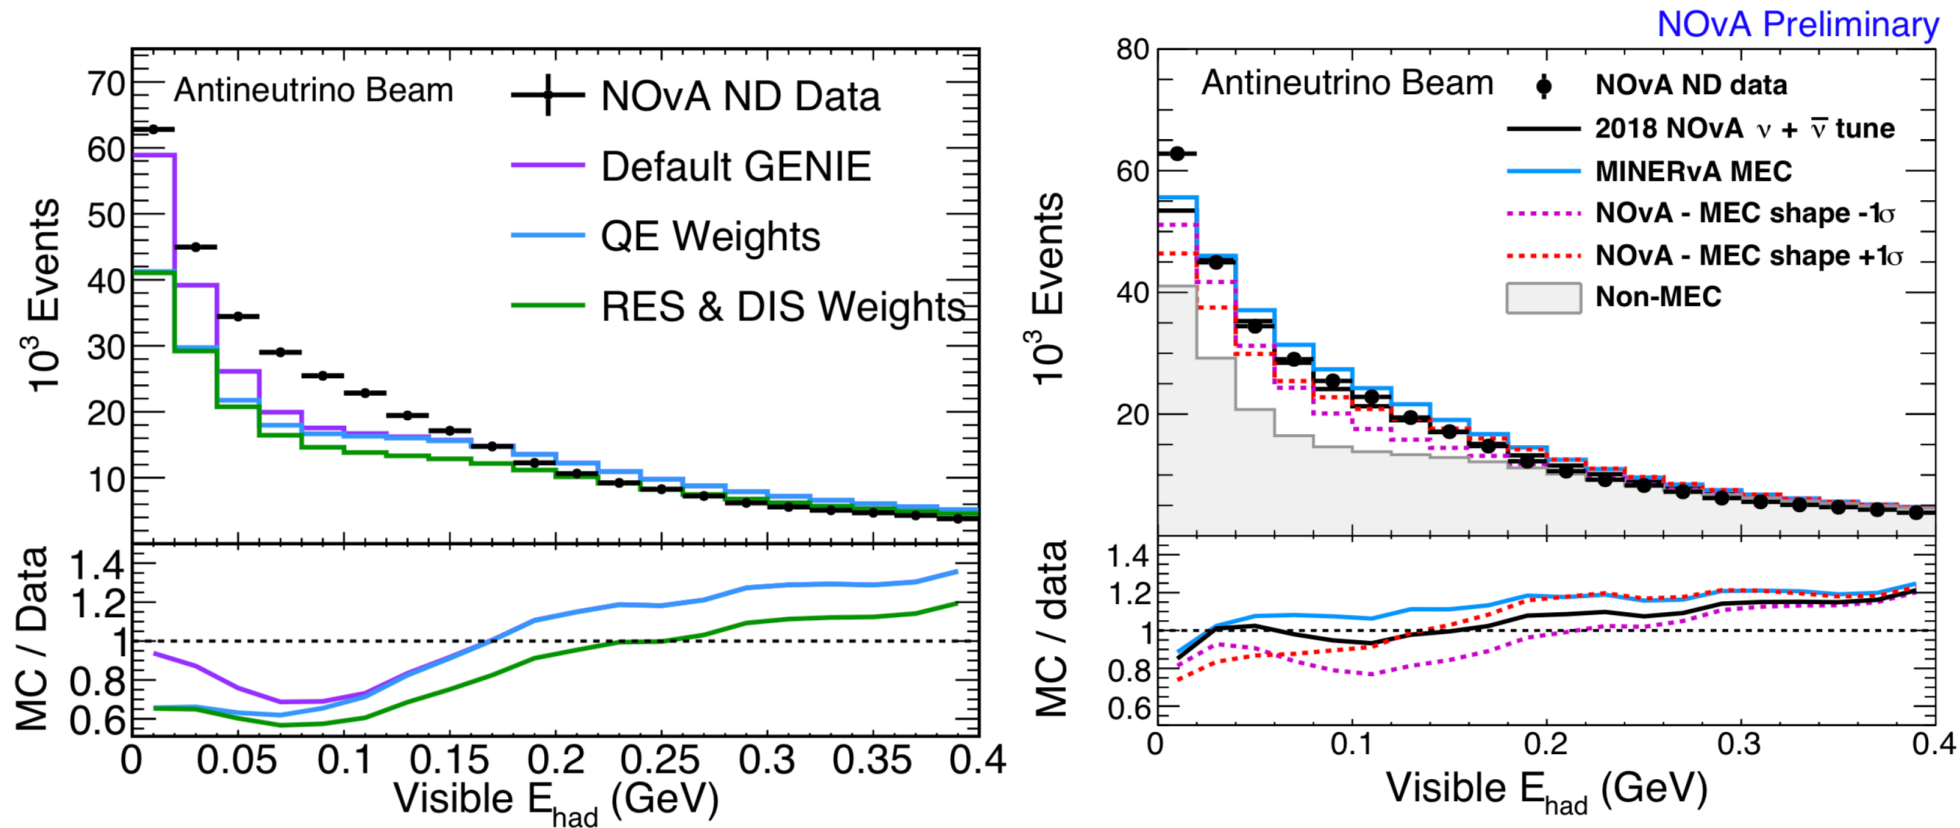 Antineutrino Beam
NOvA ND Data
Default GENIE
QE Weights
RES & DIS Weights
10³ Events
70
60
50
40
30
20
10
MC / Data
1.4
1.2
1
0.8
0.6
0
0.05
0.1
0.15
0.2
0.25
0.3
0.35
0.4
Visible E_had (GeV)
NOvA Preliminary
Antineutrino Beam
NOvA ND data
2018 NOvA ν + ν̅ tune
MINERvA MEC
NOvA - MEC shape -1σ
NOvA - MEC shape +1σ
Non-MEC
10³ Events
80
60
40
20
MC / data
1.4
1.2
1
0.8
0.6
0
0.1
0.2
0.3
0.4
Visible E_had (GeV)